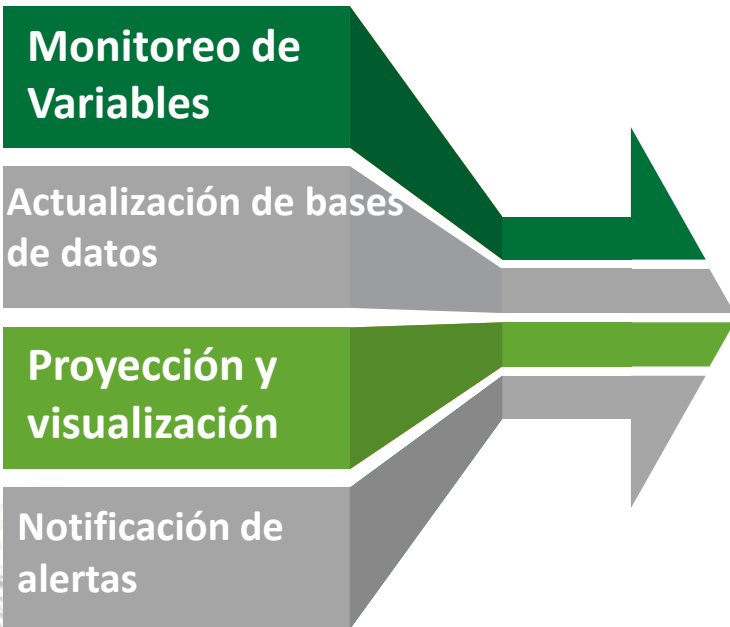 Monitoreo de
Variables
Actualización de bases
de datos
Proyección y
visualización
Notificación de
alertas